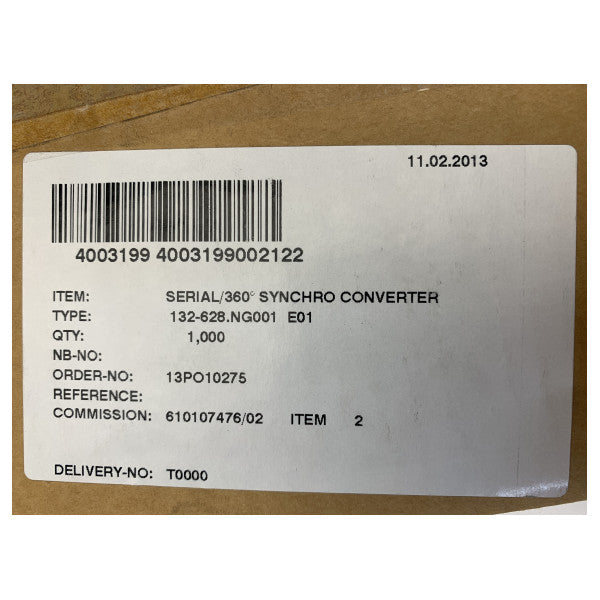 11.02.2013
4003199 4003199002122
ITEM: SERIAL/360° SYNCHRO CONVERTER
TYPE: 132-628.NG001 E01
QTY: 1,000
NB-NO:
ORDER-NO: 13PO10275
REFERENCE:
COMMISSION: 610107476/02 ITEM 2
DELIVERY-NO: T0000